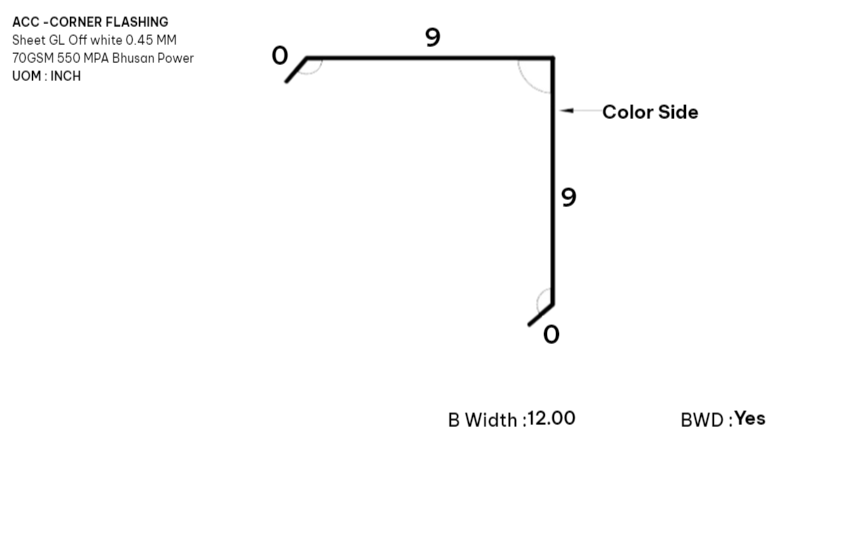 ACC -CORNER FLASHING
Sheet GL Off white 0.45 MM
70GSM 550 MPA Bhusan Power
UOM : INCH
9
0
Color Side
9
0
B Width :12.00
BWD :Yes